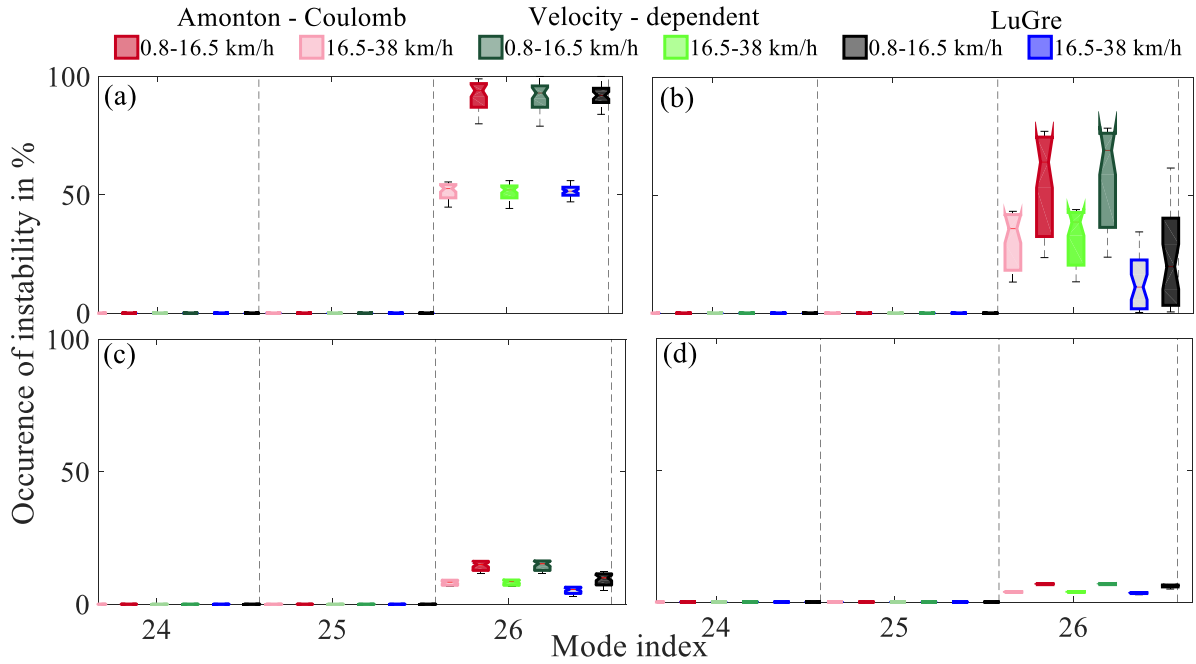 Amonton - Coulomb Velocity - dependent LuGre
0.8-16.5 km/h 16.5-38 km/h 0.8-16.5 km/h 16.5-38 km/h 0.8-16.5 km/h 16.5-38 km/h
Occurence of instability in %
100
(a)
50
0
(b)
100
(c)
50
0
24 25 26
(d)
24 25 26
Mode index